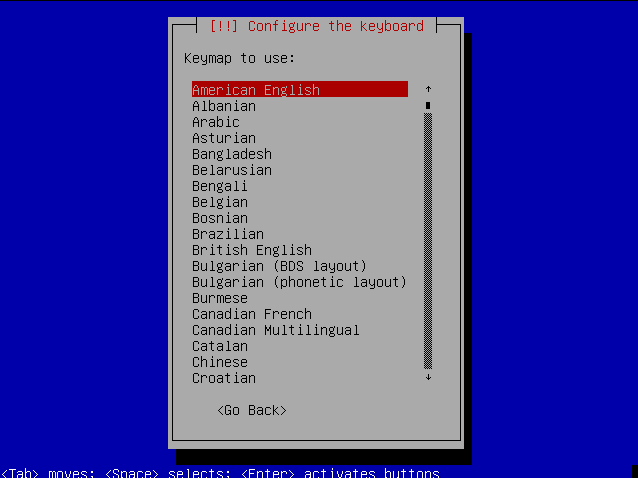 [!!] Configure the keyboard
Keymap to use:
American English
Albanian
Arabic
Asturian
Bangladesh
Belarusian
Bengali
Belgian
Bosnian
Brazilian
British English
Bulgarian (BDS layout)
Bulgarian (phonetic layout)
Burmese
Canadian French
Canadian Multilingual
Catalan
Chinese
Croatian
<Go Back>
<Tab> moves; <Space> selects; <Enter> activates buttons